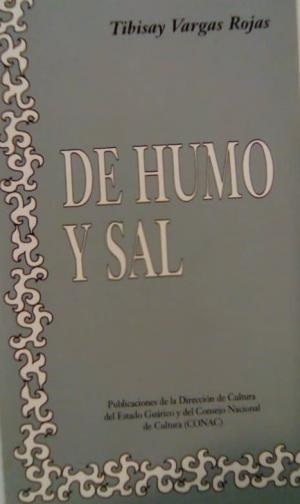 Tibisay Vargas Rojas
DE HUMO
Y SAL
Publicaciones de la Dirección de Cultura
del Estado Guárico y del Consejo Nacional
de Cultura (CONAC)